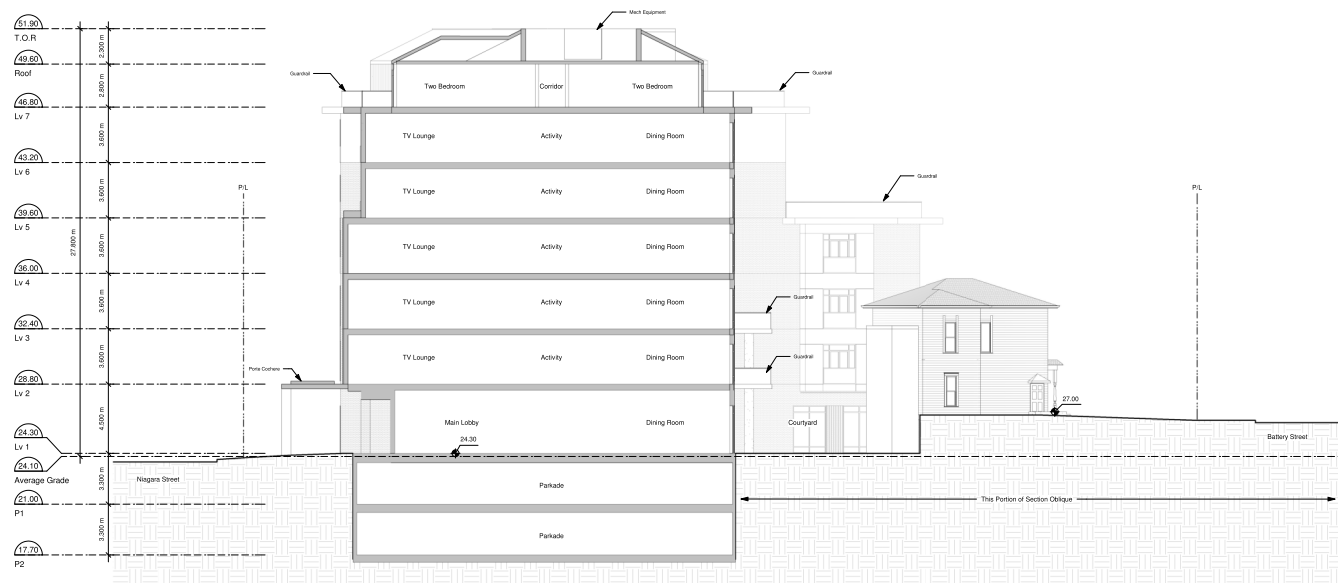 Mech Equipment
51.90
T.O.R
2.300 m
49.60
Roof
Guardrail
Guardrail
2.800 m
Two Bedroom
Corridor
Two Bedroom
46.80
Lv 7
3.600 m
TV Lounge
Activity
Dining Room
43.20
Lv 6
Guardrail
P/L
P/L
3.600 m
TV Lounge
Activity
Dining Room
39.60
Lv 5
27.800 m
3.600 m
TV Lounge
Activity
Dining Room
36.00
Lv 4
Guardrail
3.600 m
TV Lounge
Activity
Dining Room
32.40
Lv 3
3.600 m
TV Lounge
Activity
Dining Room
Guardrail
Porte Cochere
28.80
Lv 2
27.00
4.500 m
Main Lobby
Dining Room
Courtyard
24.30
Lv 1
24.30
Battery Street
24.10
Average Grade
Niagara Street
3.300 m
Parkade
21.00
P1
This Portion of Section Oblique
3.300 m
Parkade
17.70
P2